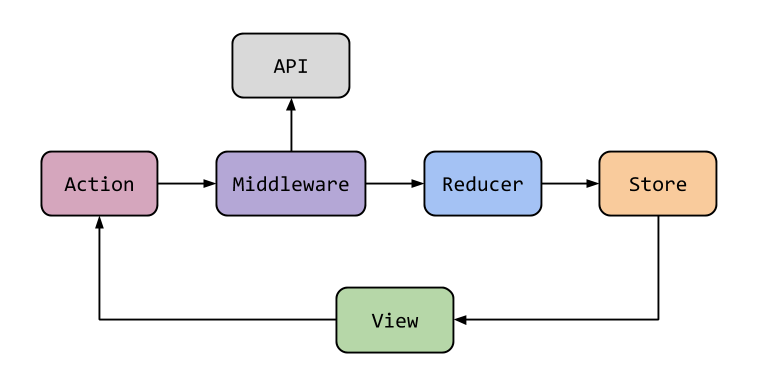 API
Action
Middleware
Reducer
Store
View